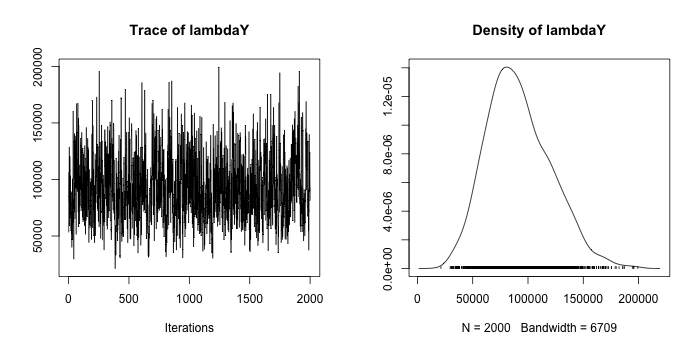 Trace of lambdaY
200000
150000
100000
50000
0
500
1000
1500
2000
Iterations
Density of lambdaY
1.2e-05
8.0e-06
4.0e-06
0.0e+00
0
50000
100000
150000
200000
N = 2000 Bandwidth = 6709